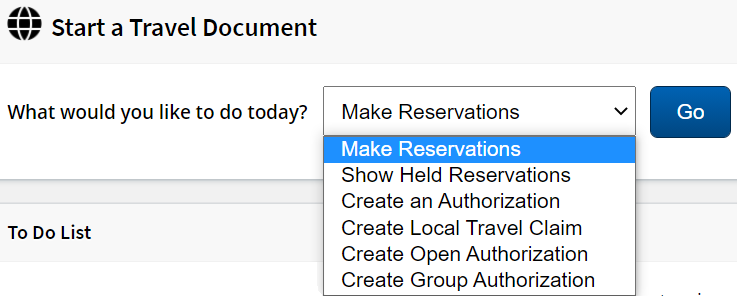 Start a Travel Document
What would you like to do today? Make Reservations Go
Make Reservations
Show Held Reservations
Create an Authorization
To Do List Create Local Travel Claim
Create Open Authorization
Create Group Authorization